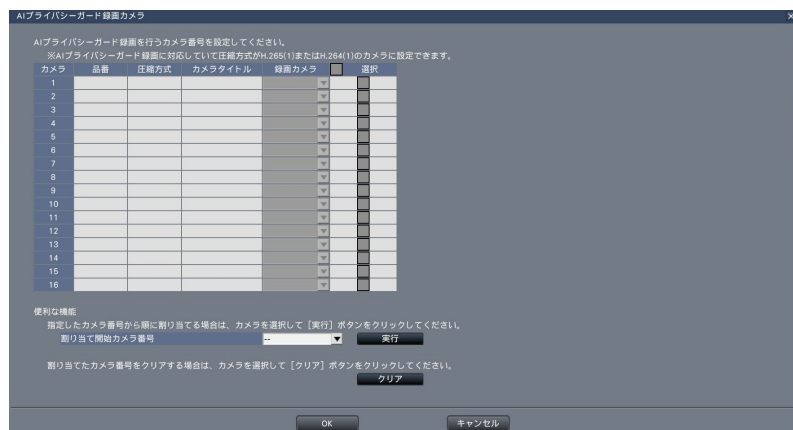 AIプライバシーガード録画カメラ ×
AIプライバシーガード録画を行うカメラ番号を設定してください。
※AIプライバシーガード録画に対応していて圧縮方式がH.265(1)またはH.264(1)のカメラに設定できます。
カメラ 品番 圧縮方式 カメラタイトル 録画カメラ 選択
1
2
3
4
5
6
7
8
9
10
11
12
13
14
15
16
便利な機能
指定したカメラ番号から順に割り当てる場合は、カメラを選択して［実行］ボタンをクリックしてください。
割り当て開始カメラ番号 -- 実行
割り当てたカメラ番号をクリアする場合は、カメラを選択して［クリア］ボタンをクリックしてください。
クリア
OK キャンセル